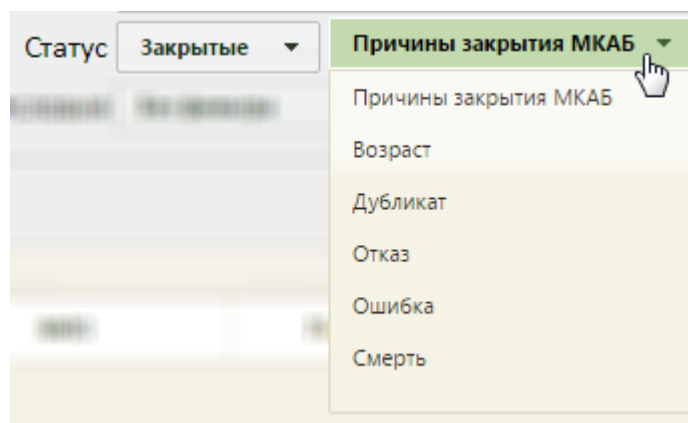 Статус Закрытые Причины закрытия МКАБ
Причины закрытия МКАБ
Возраст
Дубликат
Отказ
Ошибка
Смерть